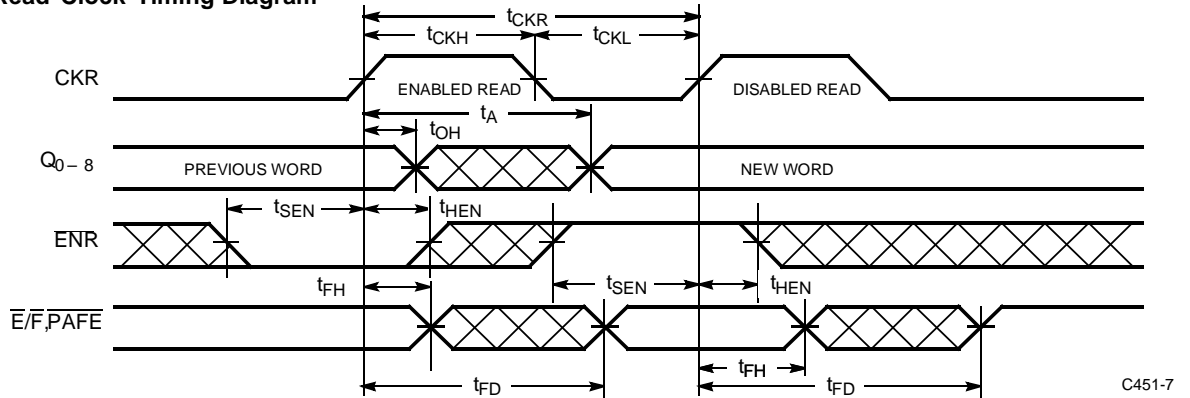 Read Clock Timing Diagram
tCKR
tCKH tCKL
CKR ENABLED READ DISABLED READ
tA
tOH
Q0 – 8 PREVIOUS WORD NEW WORD
tSEN tHEN
ENR
tFH tSEN tHEN
E/F,PAFE
tFH
tFD tFD
C451-7